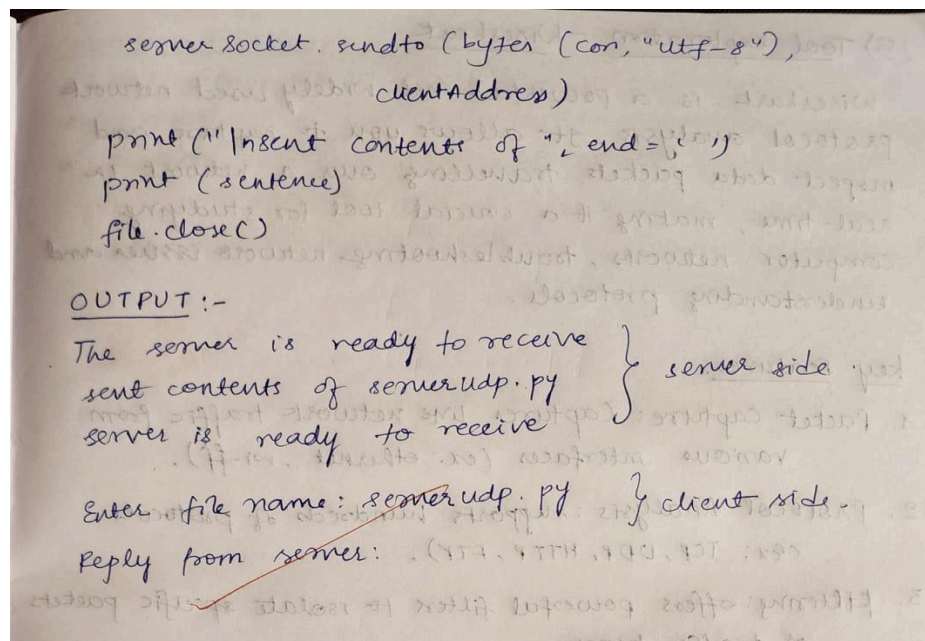 server socket. sendto (bytes (con, "utf-8"),
clientAddress)
print ("\nsent contents of ", end = ' ')
print (sentence)
file.close()
OUTPUT :-
The server is ready to receive
sent contents of serverudp.py
server is ready to receive
server side
Enter file name: serverudp.py
client side.
Reply from server: